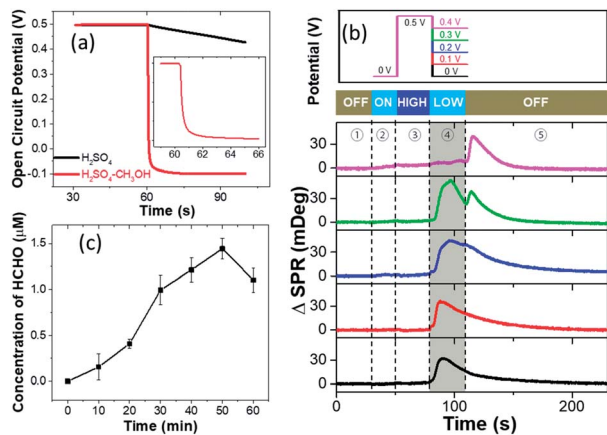 (a)
Open Circuit Potential (V)
0.5
0.4
0.3
0.2
0.1
0.0
-0.1
30
60
90
Time (s)
60
62
64
66
H₂SO₄
H₂SO₄-CH₃OH
(b)
Potential (V)
0 V
0.5 V
0.4 V
0.3 V
0.2 V
0.1 V
0 V
OFF ON HIGH LOW OFF
① ② ③ ④ ⑤
Δ SPR (mDeg)
30
0
30
0
30
0
30
0
30
0
0
100
200
Time (s)
(c)
Concentration of HCHO (μM)
1.5
1.0
0.5
0.0
0 10 20 30 40 50 60
Time (min)